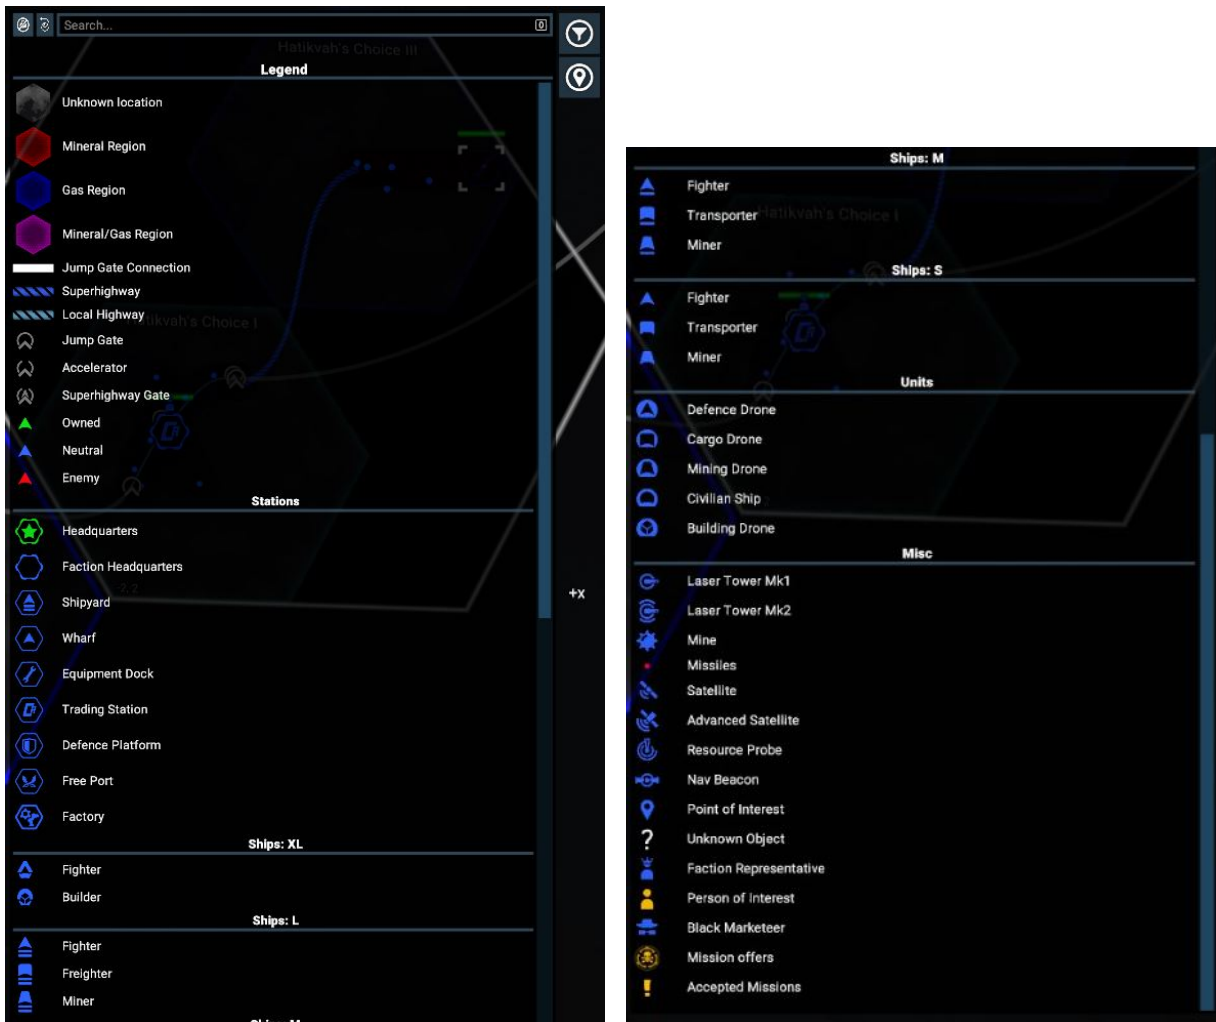 Search...
0
Hatikvah's Choice III
Legend
Unknown location
Mineral Region
Gas Region
Mineral/Gas Region
Jump Gate Connection
Superhighway
Local Highway
Hatikvah's Choice I
Jump Gate
Accelerator
Superhighway Gate
Owned
Neutral
Enemy
Stations
Headquarters
Faction Headquarters
Shipyard
Wharf
Equipment Dock
Trading Station
Defence Platform
Free Port
Factory
Ships: XL
Fighter
Builder
Ships: L
Fighter
Freighter
Miner
+X
Ships: M
Fighter
Transporter
Hatikvah's Choice I
Miner
Ships: S
Fighter
Transporter
Miner
Units
Defence Drone
Cargo Drone
Mining Drone
Civilian Ship
Building Drone
Misc
Laser Tower Mk1
Laser Tower Mk2
Mine
Missiles
Satellite
Advanced Satellite
Resource Probe
Nav Beacon
Point of Interest
Unknown Object
Faction Representative
Person of Interest
Black Marketeer
Mission offers
Accepted Missions